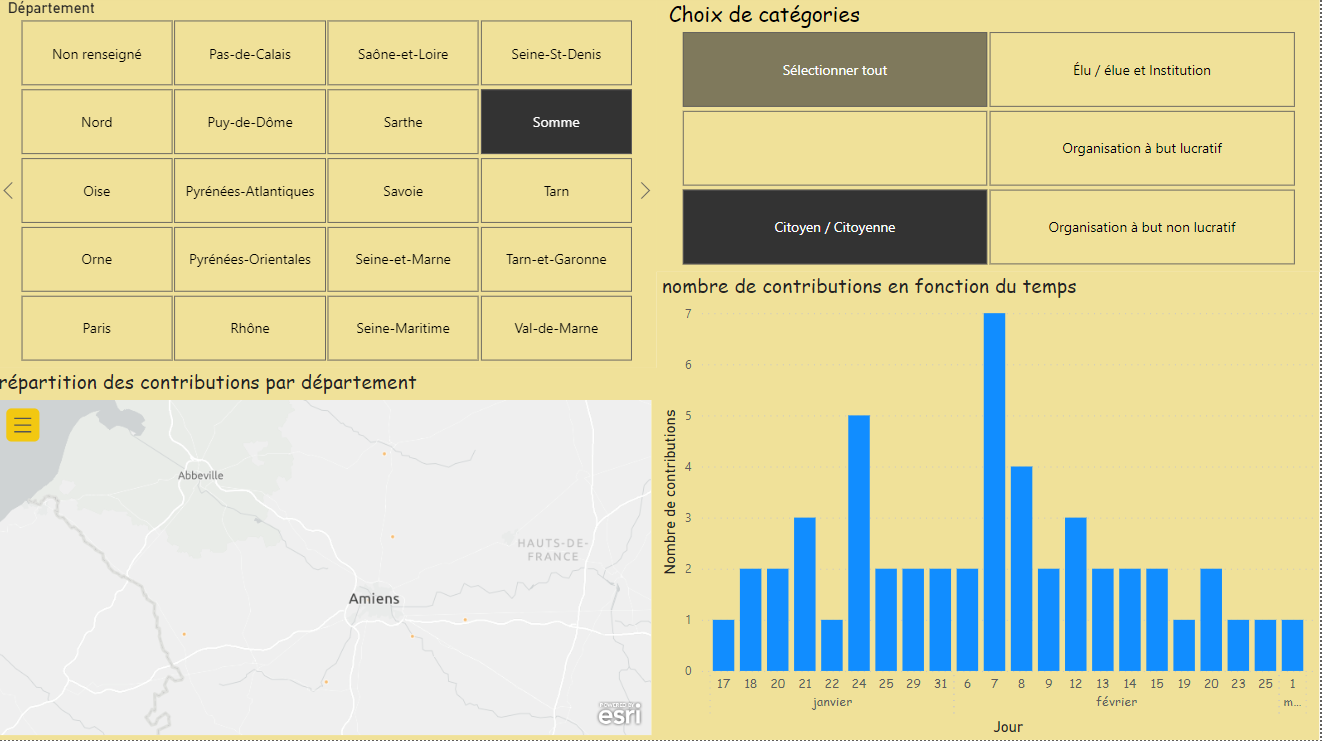 Département
Non renseigné
Pas-de-Calais
Saône-et-Loire
Seine-St-Denis
Nord
Puy-de-Dôme
Sarthe
Somme
Oise
Pyrénées-Atlantiques
Savoie
Tarn
Orne
Pyrénées-Orientales
Seine-et-Marne
Tarn-et-Garonne
Paris
Rhône
Seine-Maritime
Val-de-Marne
répartition des contributions par département
Abbeville
HAUTS-DE-
FRANCE
Amiens
POWERED BY
esri
Choix de catégories
Sélectionner tout
Élu / élue et Institution
Organisation à but lucratif
Citoyen / Citoyenne
Organisation à but non lucratif
nombre de contributions en fonction du temps
Nombre de contributions
7
6
5
4
3
2
1
0
17 18 20 21 22 24 25 29 31 6 7 8 9 12 13 14 15 19 20 23 25 1
janvier février m...
Jour